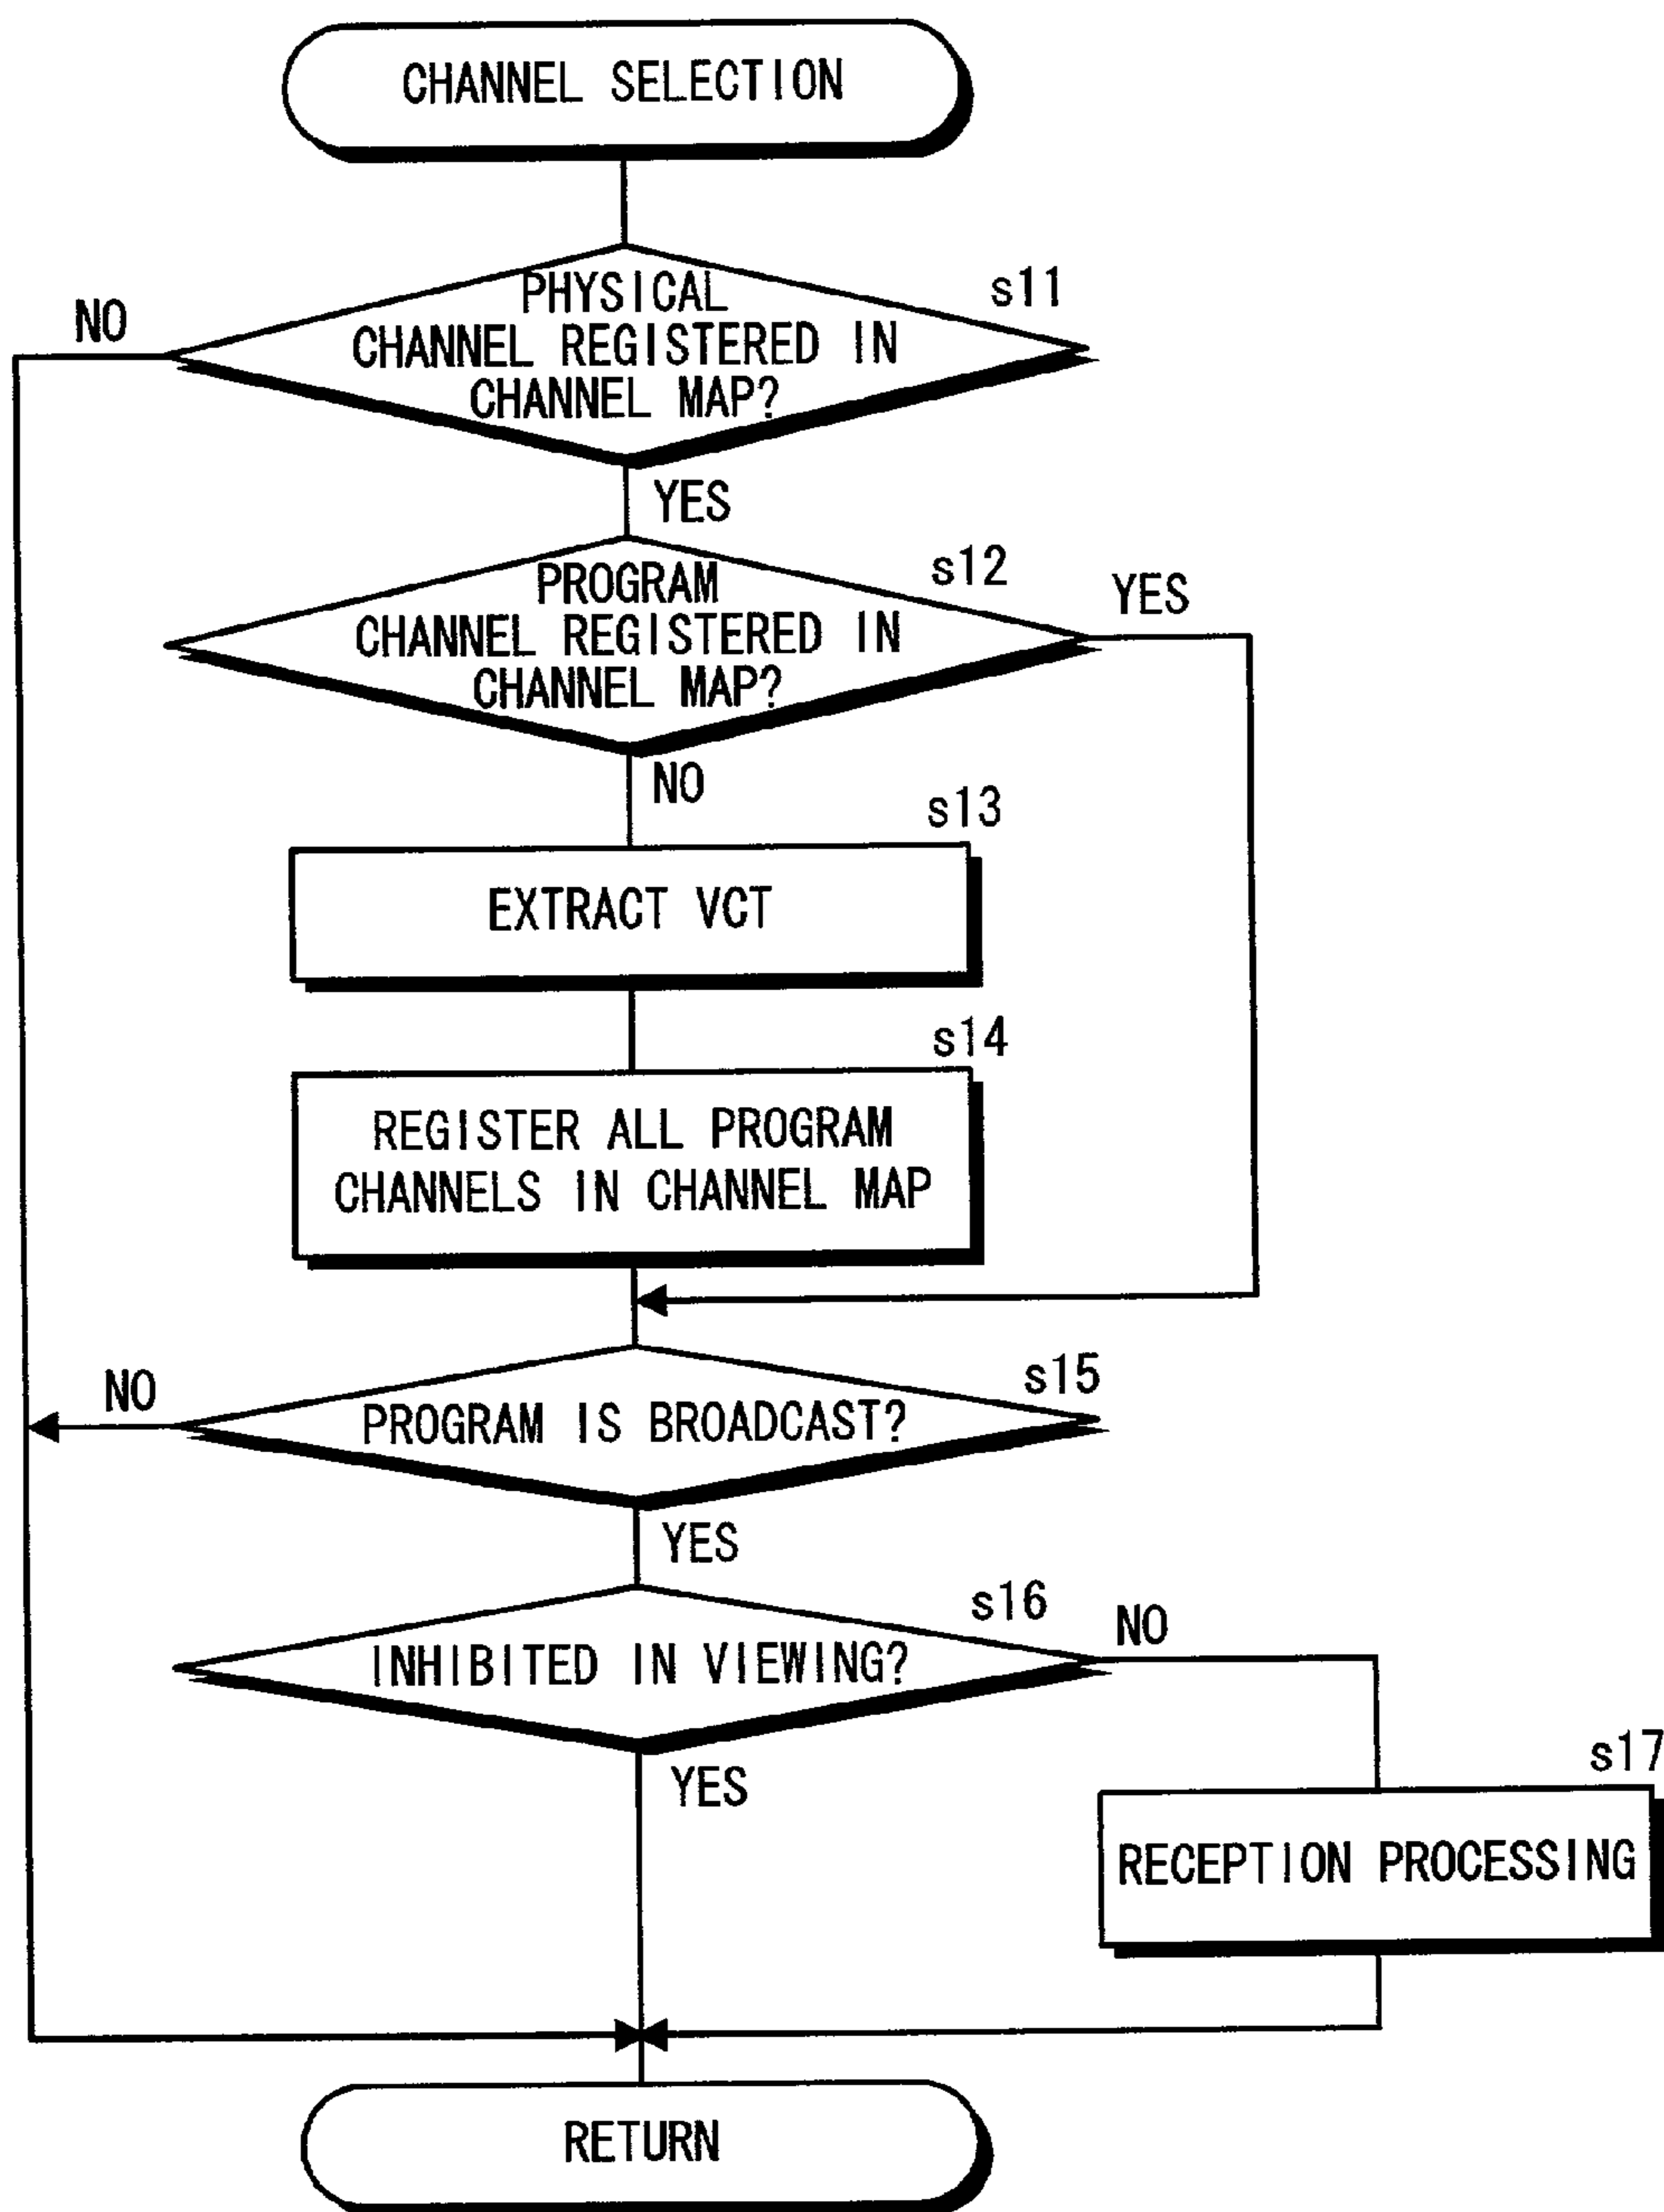 CHANNEL SELECTION
s11
NO
PHYSICAL
CHANNEL REGISTERED IN
CHANNEL MAP?
YES
s12
YES
PROGRAM
CHANNEL REGISTERED IN
CHANNEL MAP?
NO
s13
EXTRACT VCT
s14
REGISTER ALL PROGRAM
CHANNELS IN CHANNEL MAP
s15
NO
PROGRAM IS BROADCAST?
YES
s16
NO
INHIBITED IN VIEWING?
YES
s17
RECEPTION PROCESSING
RETURN